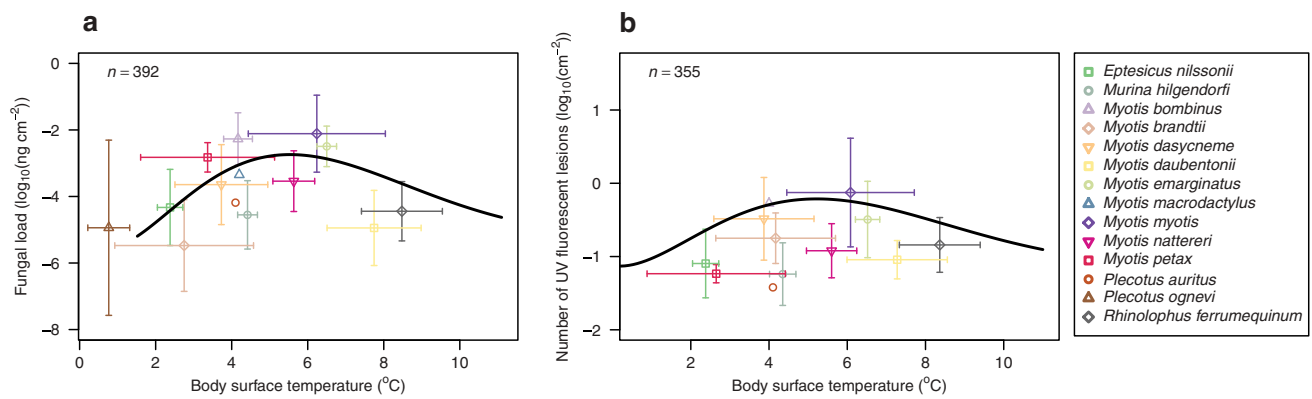 a
n = 392
Fungal load (log10(ng cm−2))
0
−2
−4
−6
−8
0 2 4 6 8 10
Body surface temperature (oC)
b
n = 355
Number of UV fluorescent lesions (log10(cm−2))
1
0
−1
−2
2 4 6 8 10
Body surface temperature (oC)
Eptesicus nilssonii
Murina hilgendorfi
Myotis bombinus
Myotis brandtii
Myotis dasycneme
Myotis daubentonii
Myotis emarginatus
Myotis macrodactylus
Myotis myotis
Myotis nattereri
Myotis petax
Plecotus auritus
Plecotus ognevi
Rhinolophus ferrumequinum